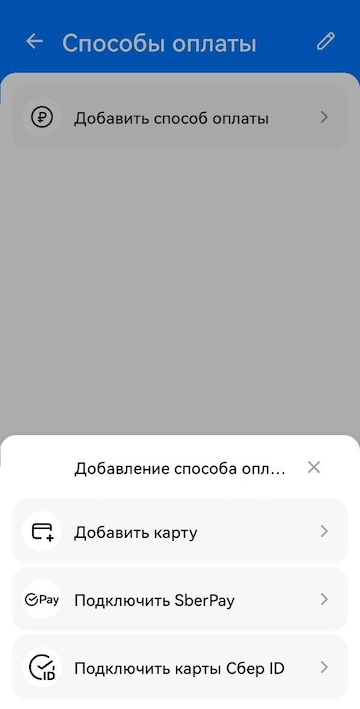 Способы оплаты
Добавить способ оплаты
Добавление способа опл...
Добавить карту
Pay Подключить SberPay
ID Подключить карты Сбер ID